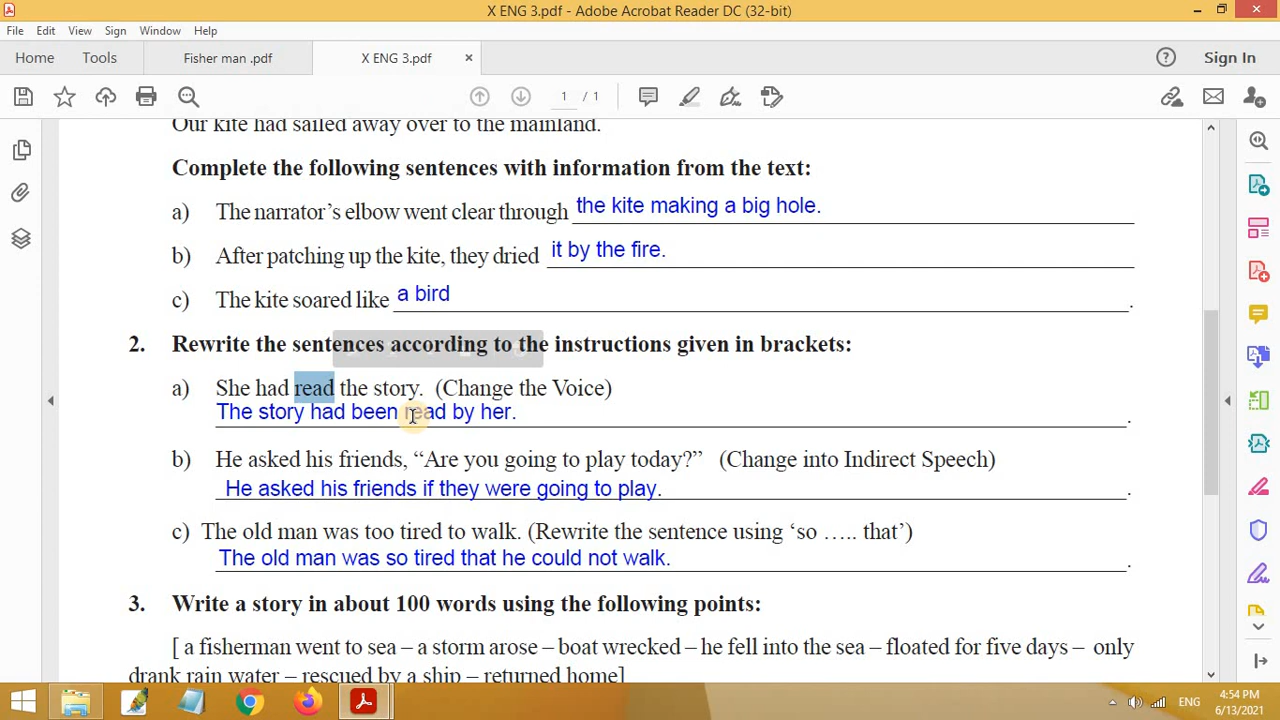 X ENG 3.pdf - Adobe Acrobat Reader DC (32-bit)
File Edit View Sign Window Help
Home Tools Fisher man .pdf X ENG 3.pdf × Sign In
1 / 1
Our kite had sailed away over to the mainland.
Complete the following sentences with information from the text:
a) The narrator's elbow went clear through the kite making a big hole.
b) After patching up the kite, they dried it by the fire.
c) The kite soared like a bird .
2. Rewrite the sentences according to the instructions given in brackets:
a) She had read the story. (Change the Voice)
The story had been read by her. .
b) He asked his friends, “Are you going to play today?” (Change into Indirect Speech)
He asked his friends if they were going to play. .
c) The old man was too tired to walk. (Rewrite the sentence using ‘so ….. that’)
The old man was so tired that he could not walk. .
3. Write a story in about 100 words using the following points:
[ a fisherman went to sea – a storm arose – boat wrecked – he fell into the sea – floated for five days – only
drank rain water – rescued by a ship – returned home]
ENG 4:54 PM
6/13/2021